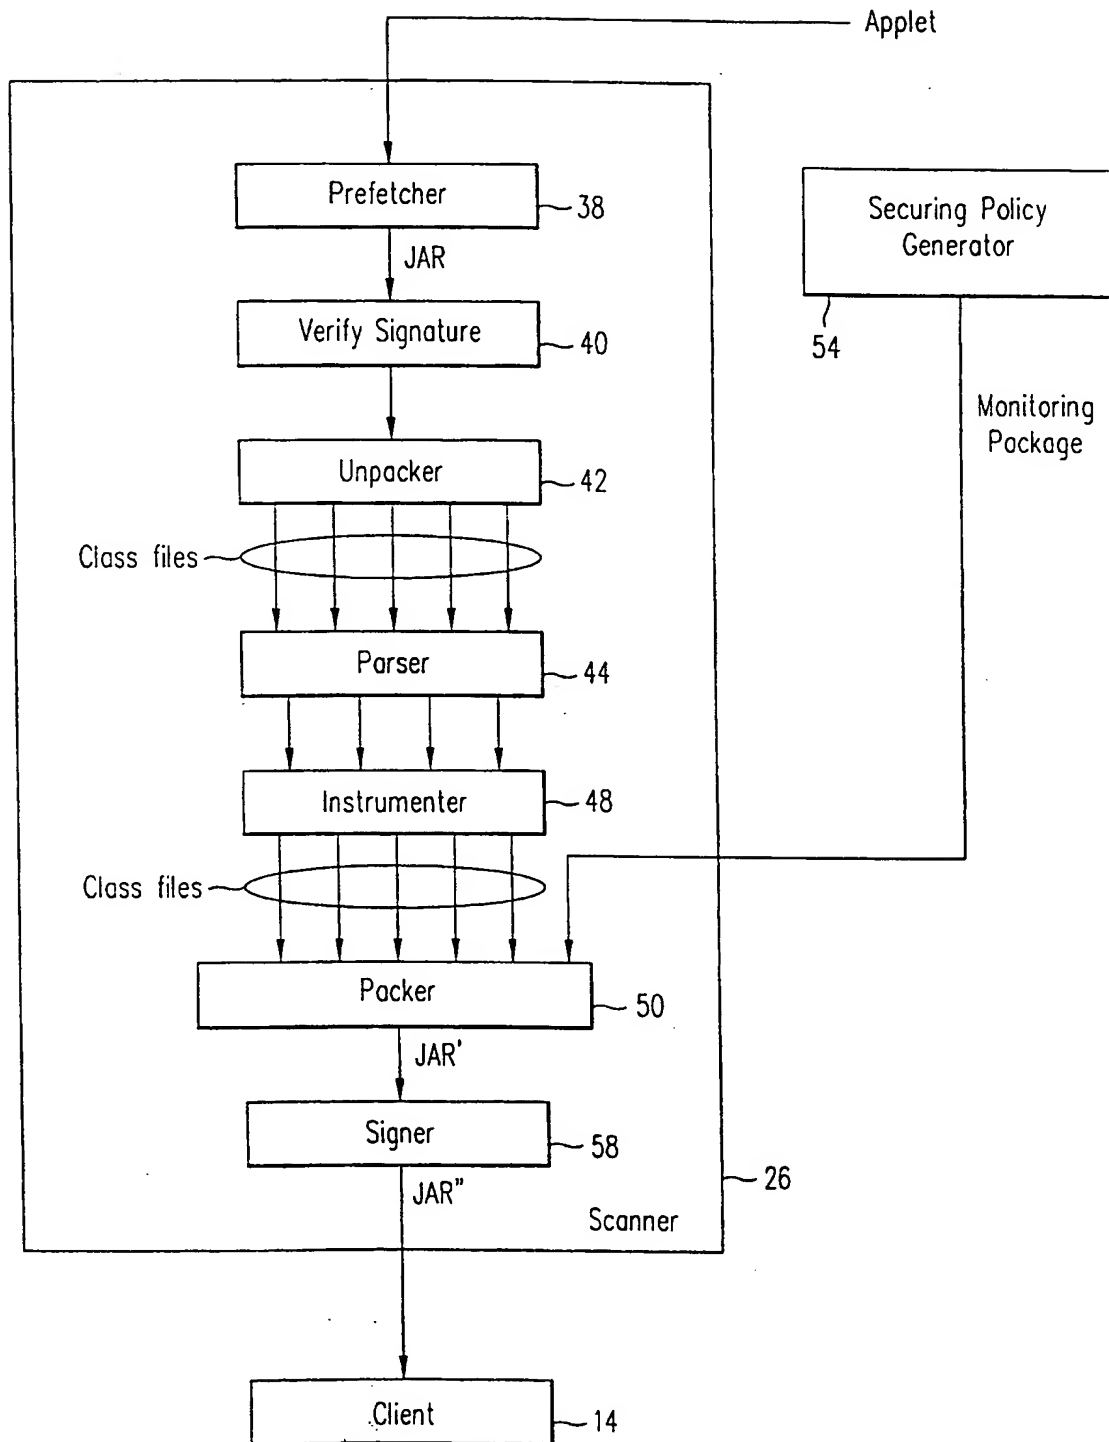 Applet
Prefetcher
38
JAR
Securing Policy
Generator
54
Verify Signature
40
Monitoring
Package
Unpacker
42
Class files
Parser
44
Instrumenter
48
Class files
Packer
50
JAR'
Signer
58
JAR"
26
Scanner
Client
14